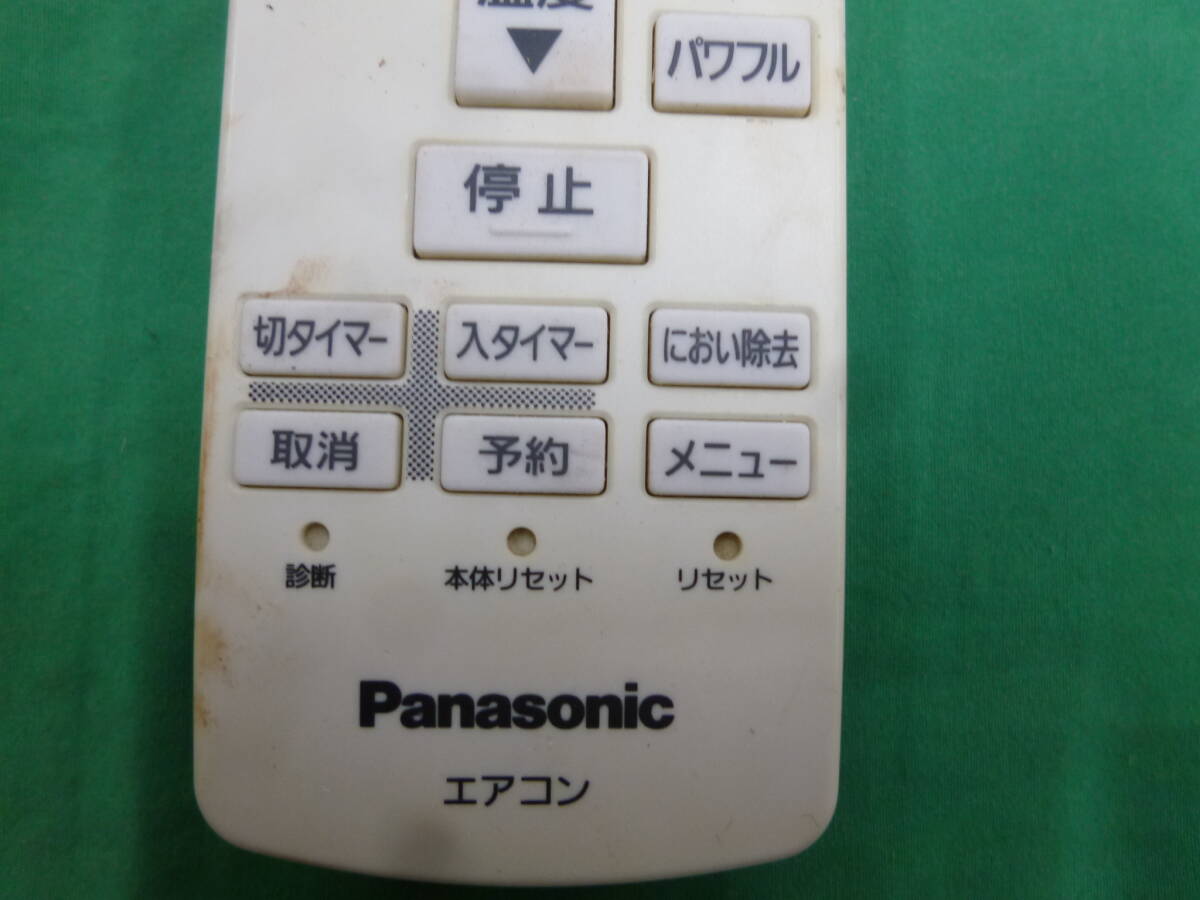 温度
▼
パワフル
停止
切タイマー
入タイマー
におい除去
取消
予約
メニュー
診断
本体リセット
リセット
Panasonic
エアコン